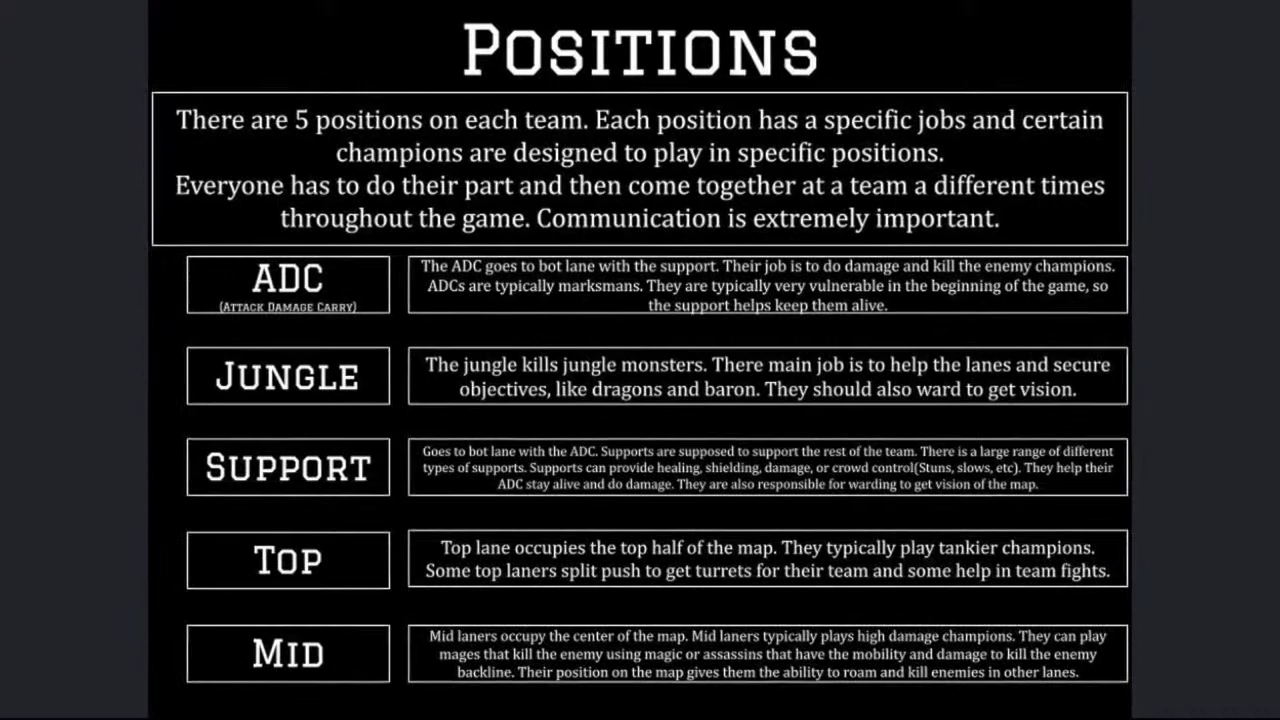 POSITIONS
There are 5 positions on each team. Each position has a specific jobs and certain
champions are designed to play in specific positions.
Everyone has to do their part and then come together at a team a different times
throughout the game. Communication is extremely important.
ADC
(ATTACK DAMAGE CARRY)
The ADC goes to bot lane with the support. Their job is to do damage and kill the enemy champions.
ADCs are typically marksmans. They are typically very vulnerable in the beginning of the game, so
the support helps keep them alive.
JUNGLE
The jungle kills jungle monsters. There main job is to help the lanes and secure
objectives, like dragons and baron. They should also ward to get vision.
SUPPORT
Goes to bot lane with the ADC. Supports are supposed to support the rest of the team. There is a large range of different
types of supports. Supports can provide healing, shielding, damage, or crowd control(Stuns, slows, etc). They help their
ADC stay alive and do damage. They are also responsible for warding to get vision of the map.
TOP
Top lane occupies the top half of the map. They typically play tankier champions.
Some top laners split push to get turrets for their team and some help in team fights.
MID
Mid laners occupy the center of the map. Mid laners typically plays high damage champions. They can play
mages that kill the enemy using magic or assassins that have the mobility and damage to kill the enemy
backline. Their position on the map gives them the ability to roam and kill enemies in other lanes.